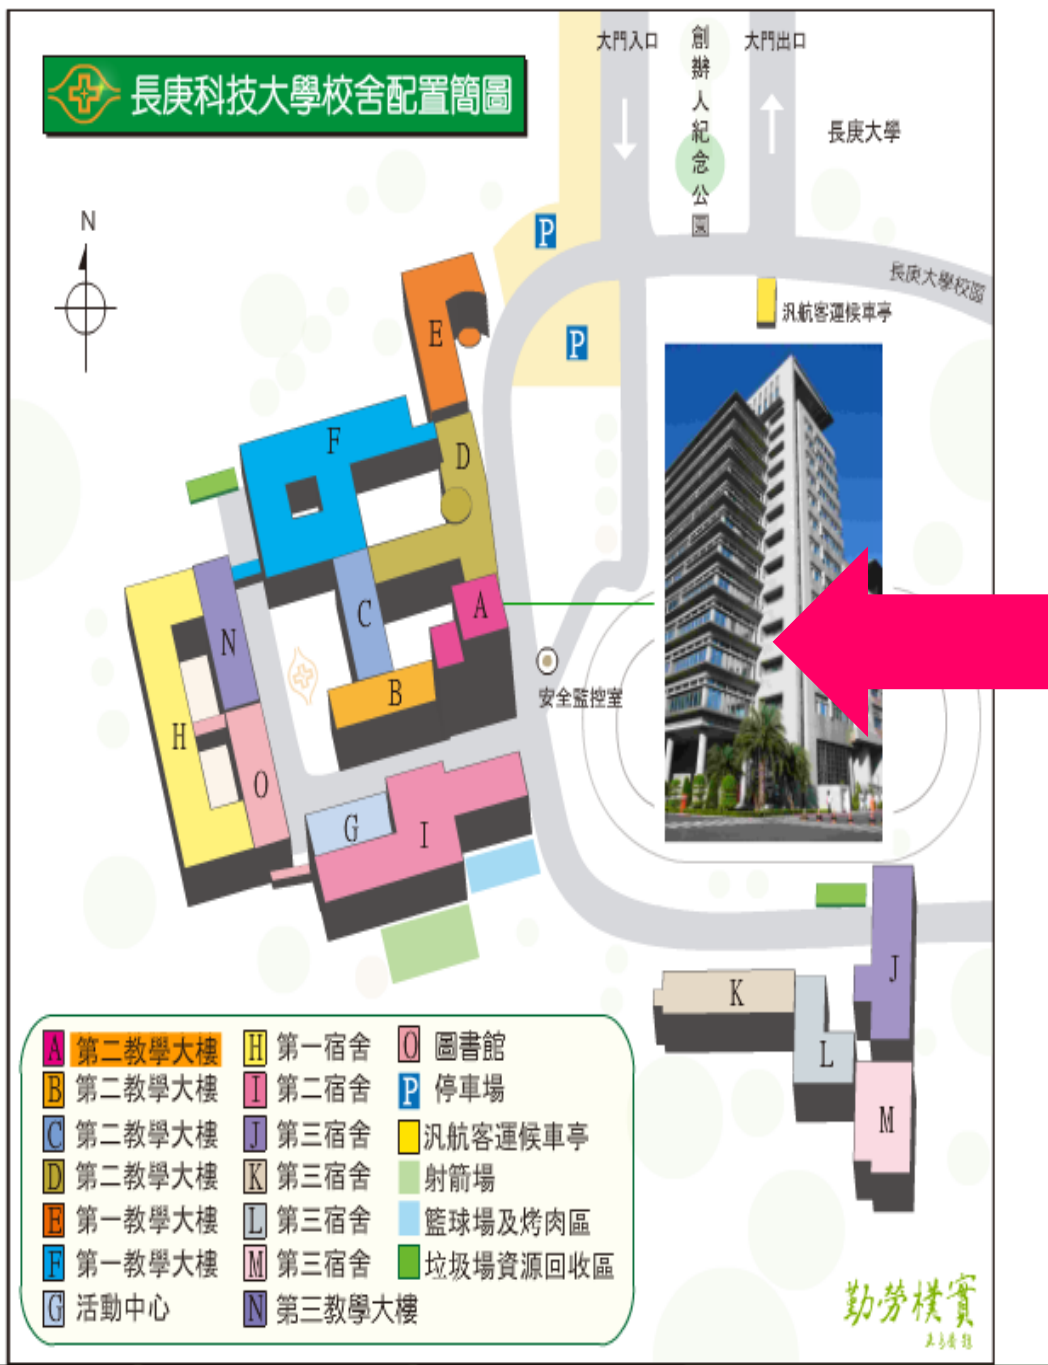 大門入口
創辦人紀念公園
大門出口
長庚科技大學校舍配置簡圖
長庚大學
N
P
長庚大學校區
汎航客運候車亭
P
E
F
D
A
C
N
B
安全監控室
H
O
G
I
J
K
L
M
A 第二教學大樓
B 第二教學大樓
C 第二教學大樓
D 第二教學大樓
E 第一教學大樓
F 第一教學大樓
G 活動中心
H 第一宿舍
I 第二宿舍
J 第三宿舍
K 第三宿舍
L 第三宿舍
M 第三宿舍
N 第三教學大樓
O 圖書館
P 停車場
汎航客運候車亭
射箭場
籃球場及烤肉區
垃圾場資源回收區
勤勞樸實